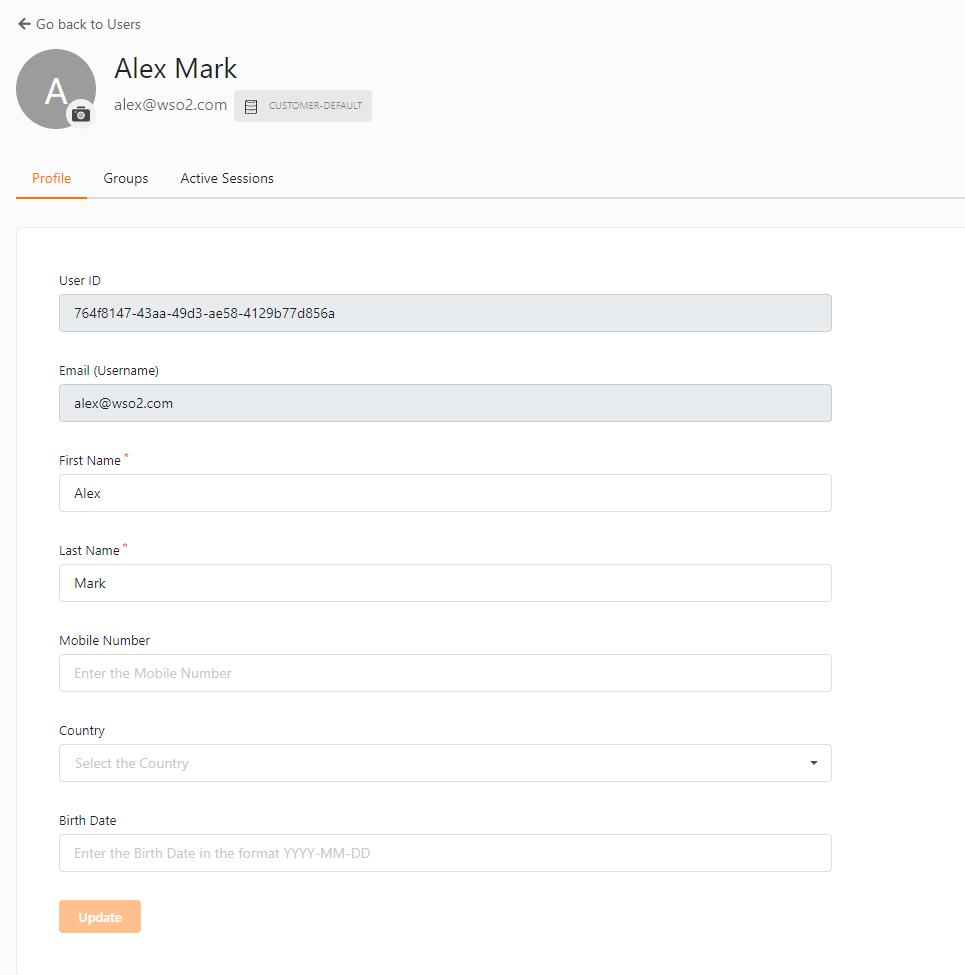 Go back to Users
A
Alex Mark
alex@wso2.com CUSTOMER-DEFAULT
Profile Groups Active Sessions
User ID
764f8147-43aa-49d3-ae58-4129b77d856a
Email (Username)
alex@wso2.com
First Name *
Alex
Last Name *
Mark
Mobile Number
Enter the Mobile Number
Country
Select the Country
Birth Date
Enter the Birth Date in the format YYYY-MM-DD
Update